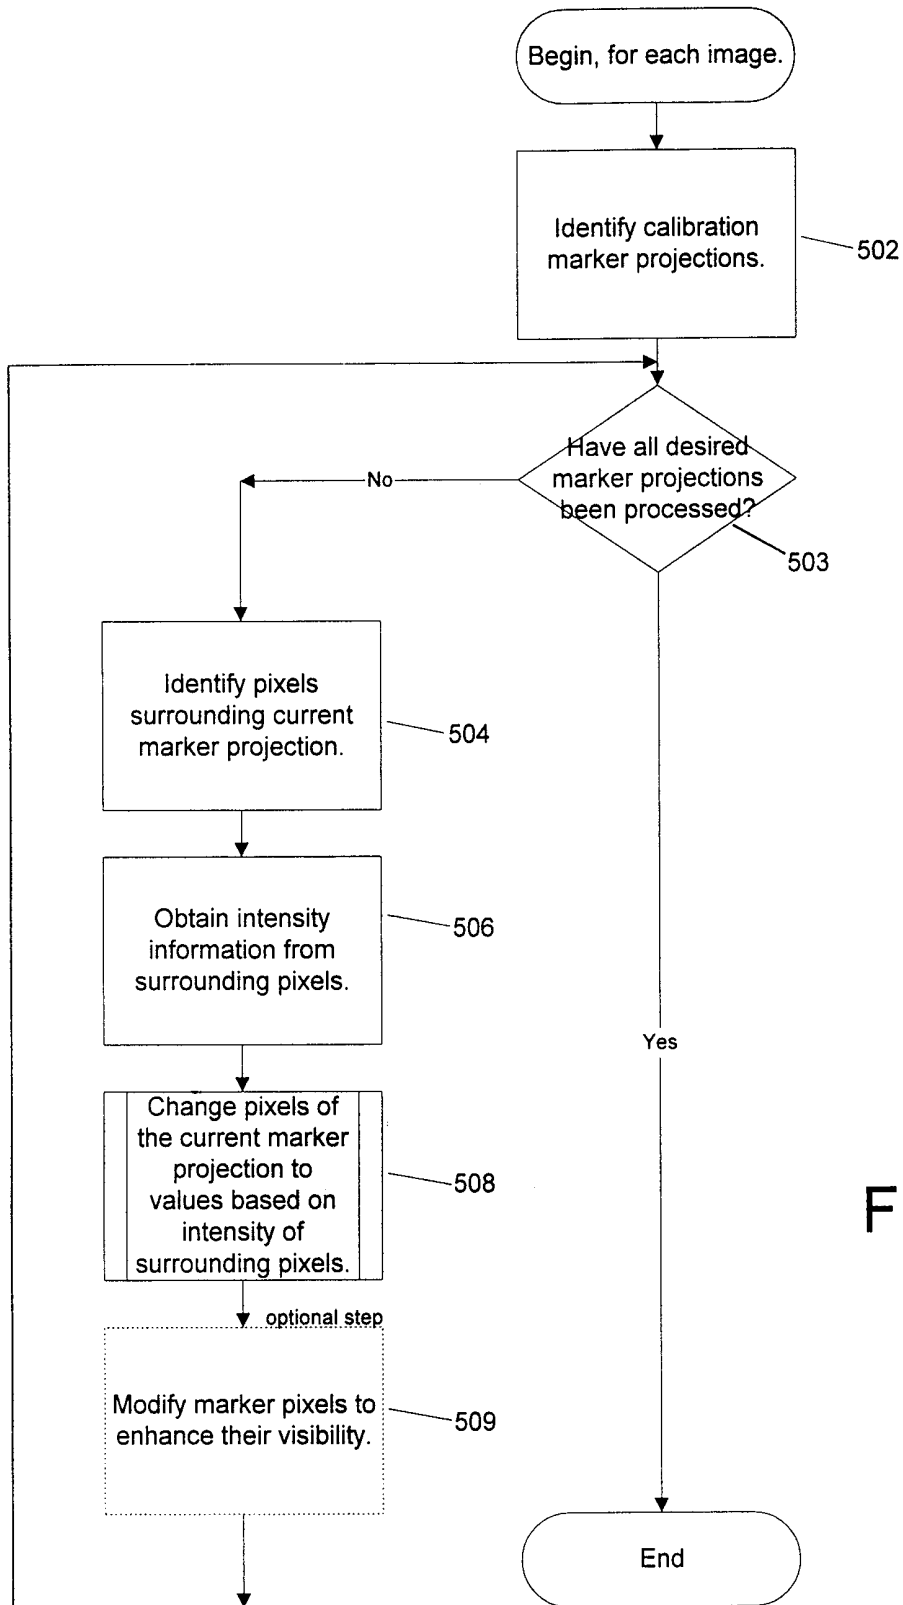 Begin, for each image.
Identify calibration
marker projections.
502
Have all desired
marker projections
been processed?
503
No
Identify pixels
surrounding current
marker projection.
504
Obtain intensity
information from
surrounding pixels.
506
Yes
Change pixels of
the current marker
projection to
values based on
intensity of
surrounding pixels.
508
F
optional step
Modify marker pixels to
enhance their visibility.
509
End